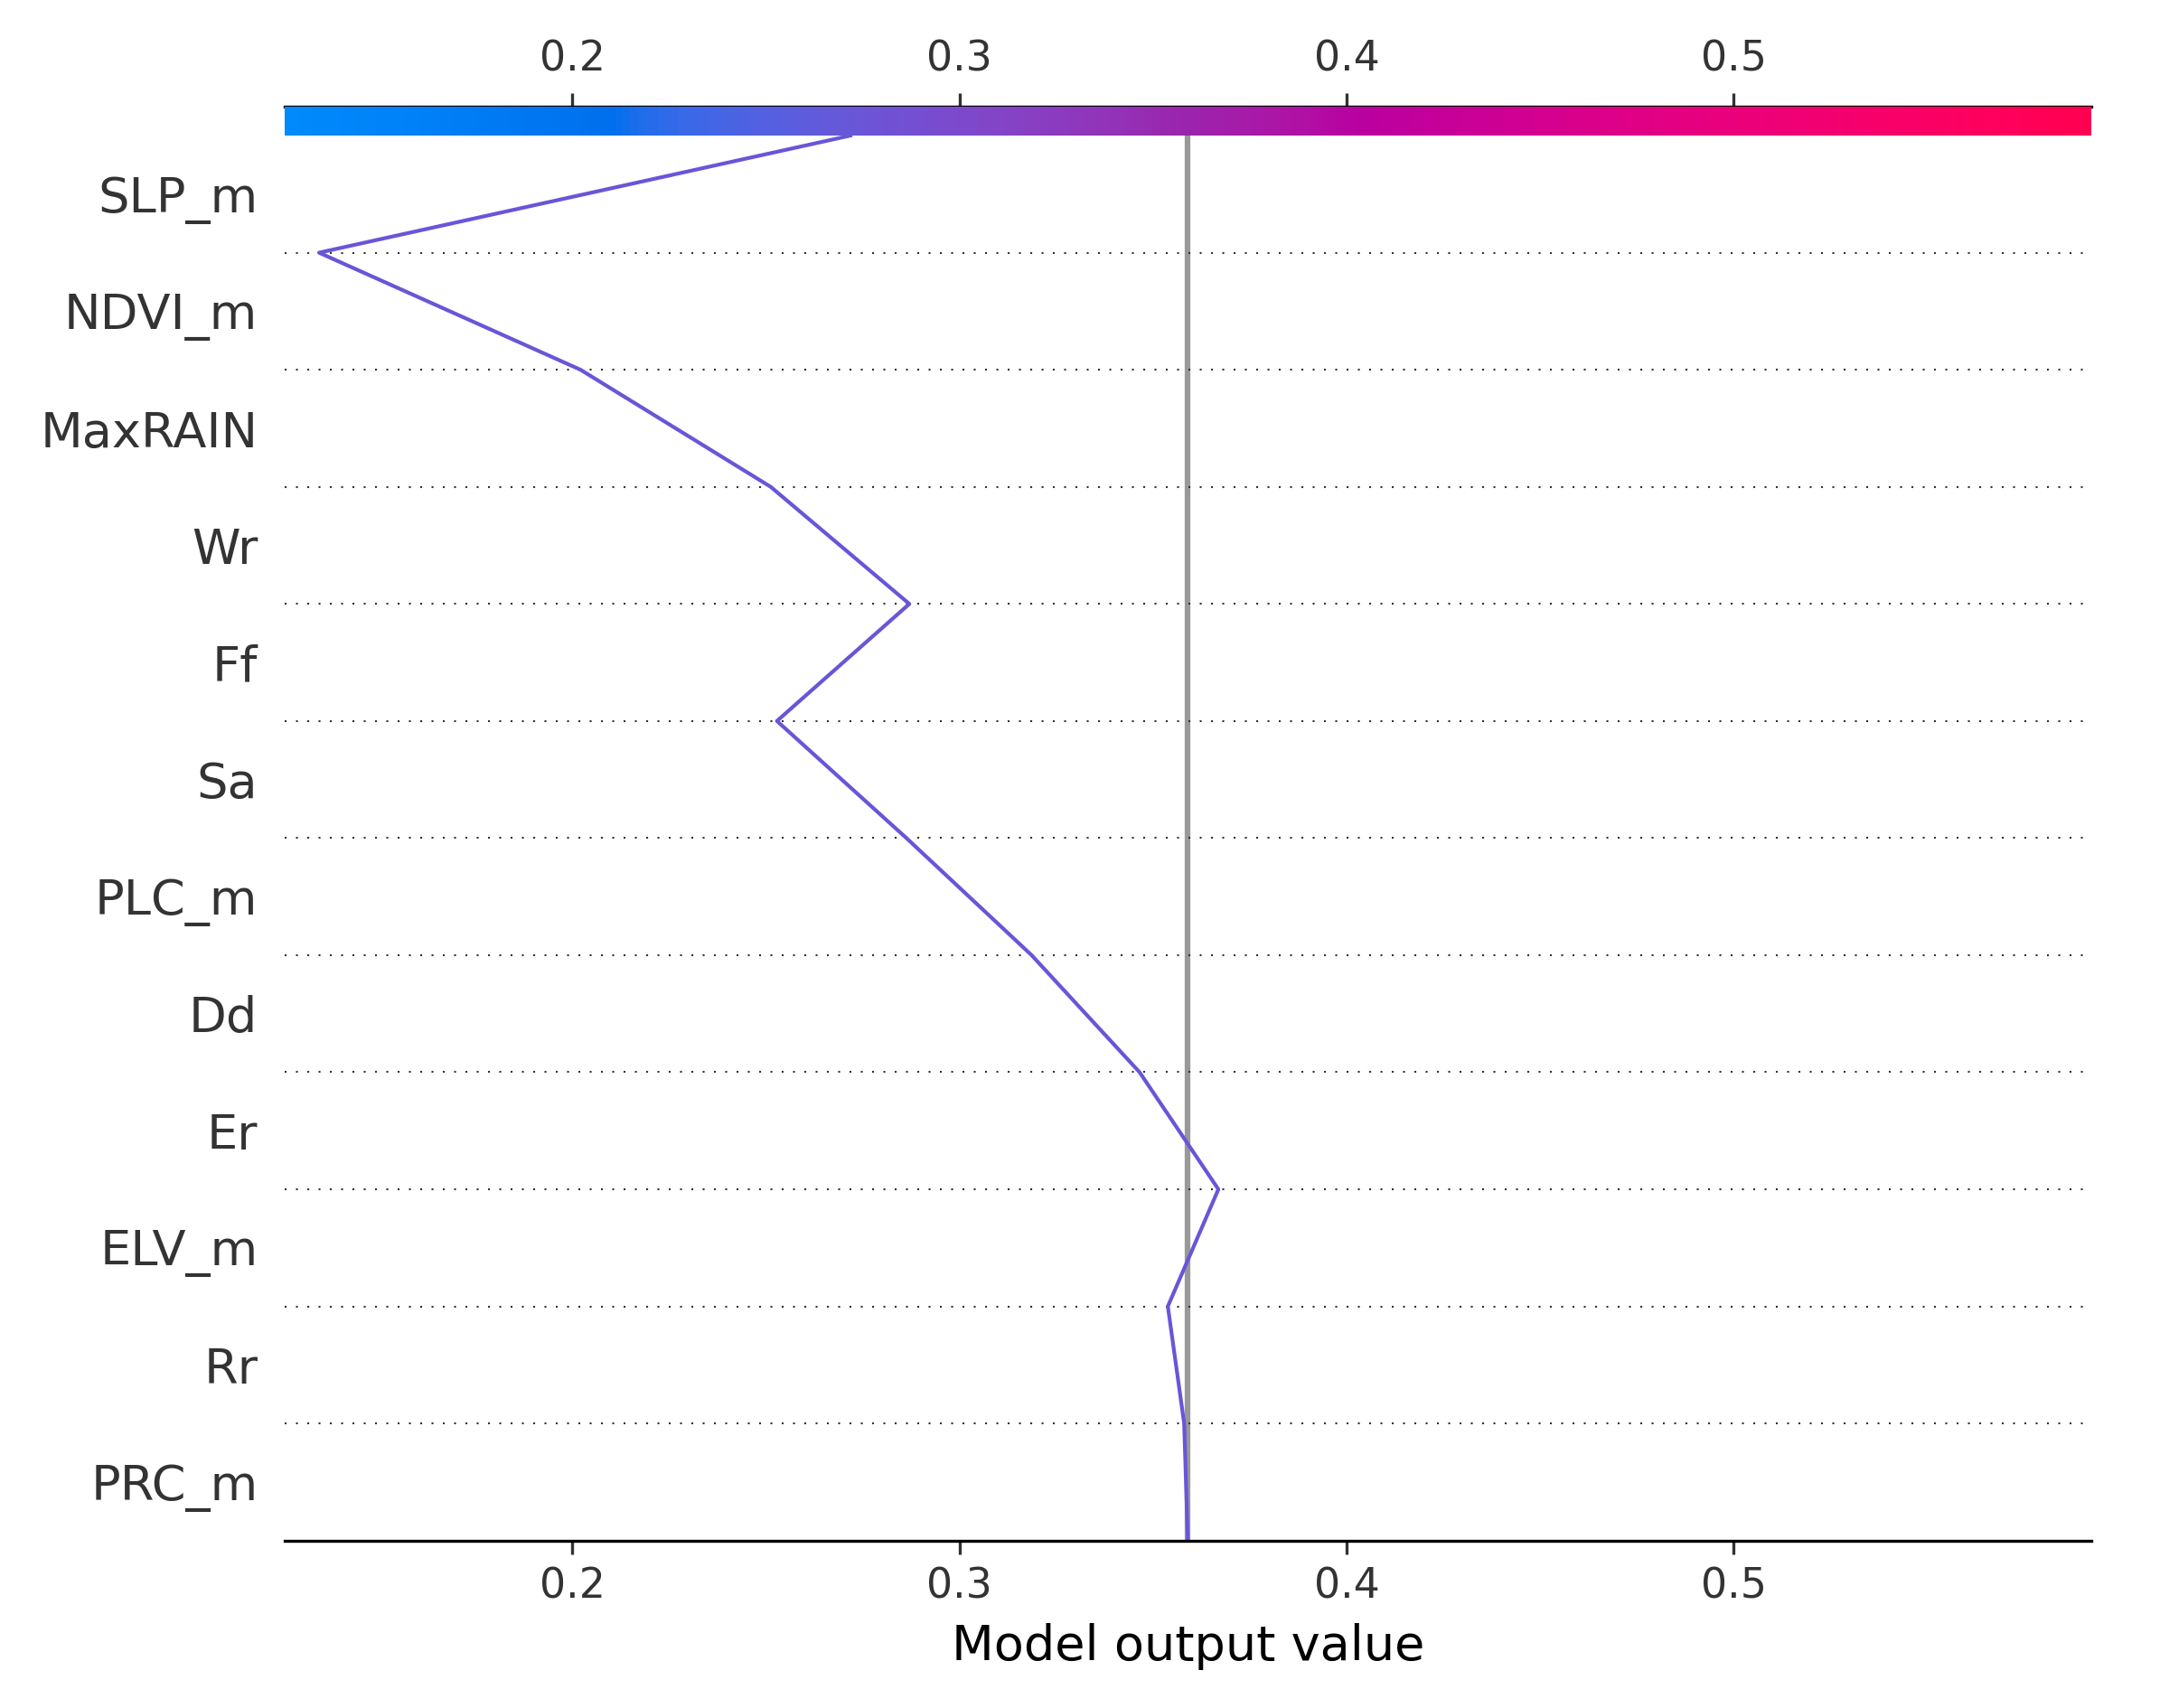 0.2 0.3 0.4 0.5
SLP_m
NDVI_m
MaxRAIN
Wr
Ff
Sa
PLC_m
Dd
Er
ELV_m
Rr
PRC_m
0.2 0.3 0.4 0.5
Model output value